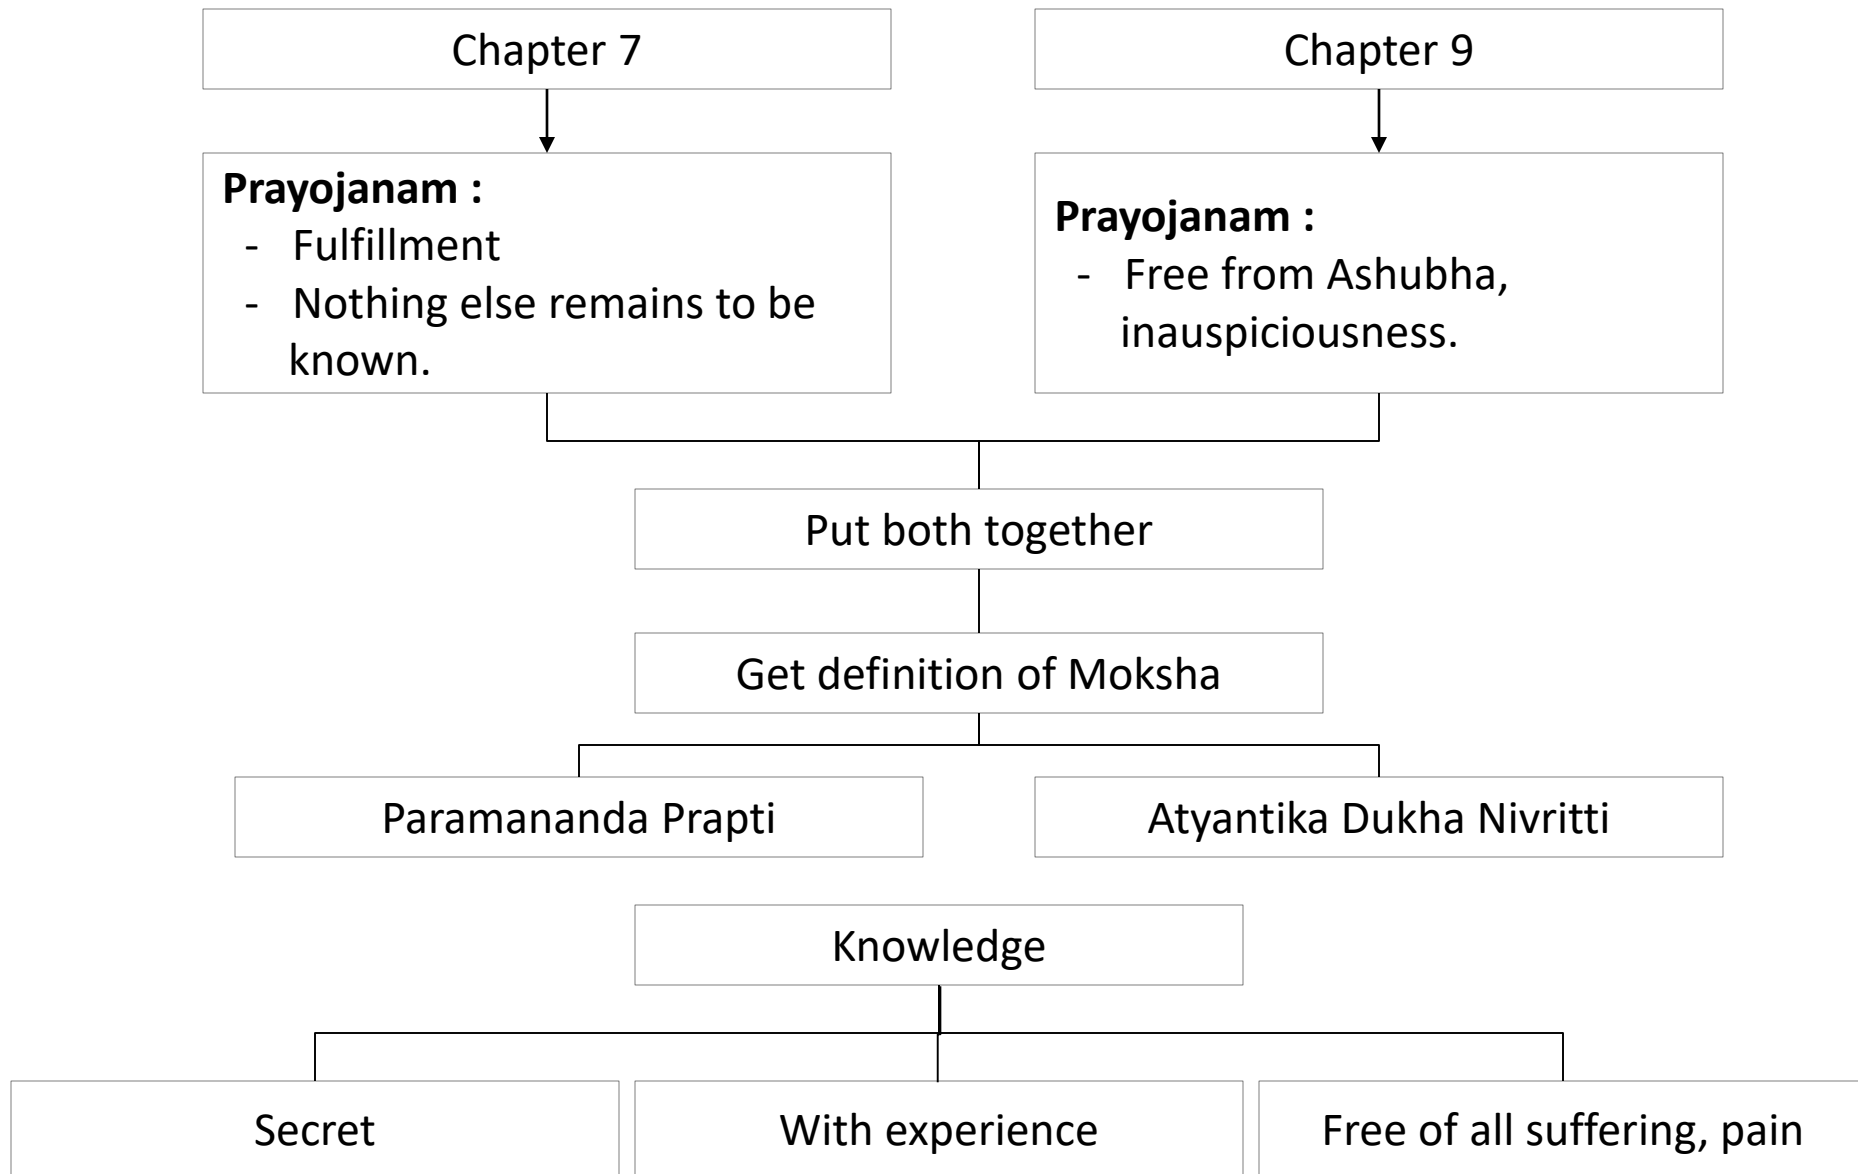 Chapter 7
Chapter 9
Prayojanam :
- Fulfillment
- Nothing else remains to be
known.
Prayojanam :
- Free from Ashubha,
inauspiciousness.
Put both together
Get definition of Moksha
Paramananda Prapti
Atyantika Dukha Nivritti
Knowledge
Secret
With experience
Free of all suffering, pain